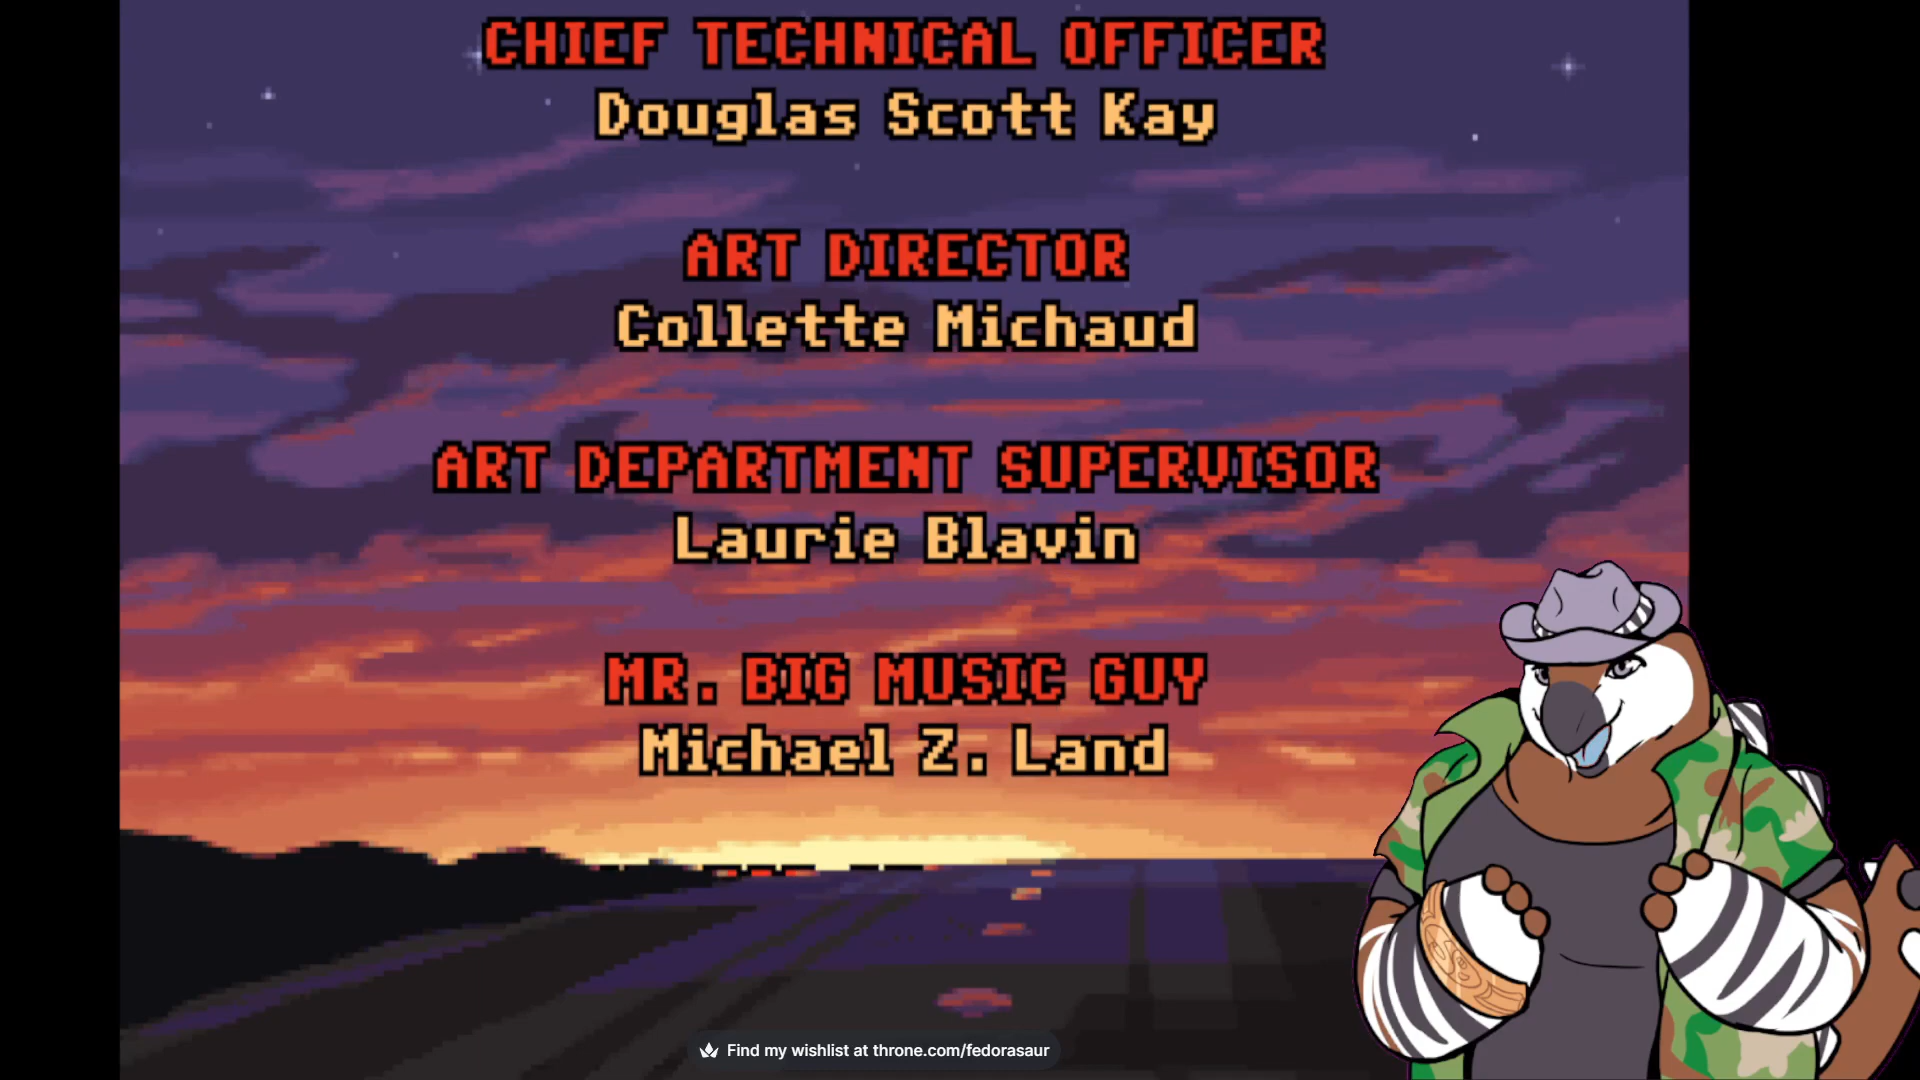 CHIEF TECHNICAL OFFICER
Douglas Scott Kay
ART DIRECTOR
Collette Michaud
ART DEPARTMENT SUPERVISOR
Laurie Blavin
MR. BIG MUSIC GUY
Michael Z. Land
Find my wishlist at throne.com/fedorasaur